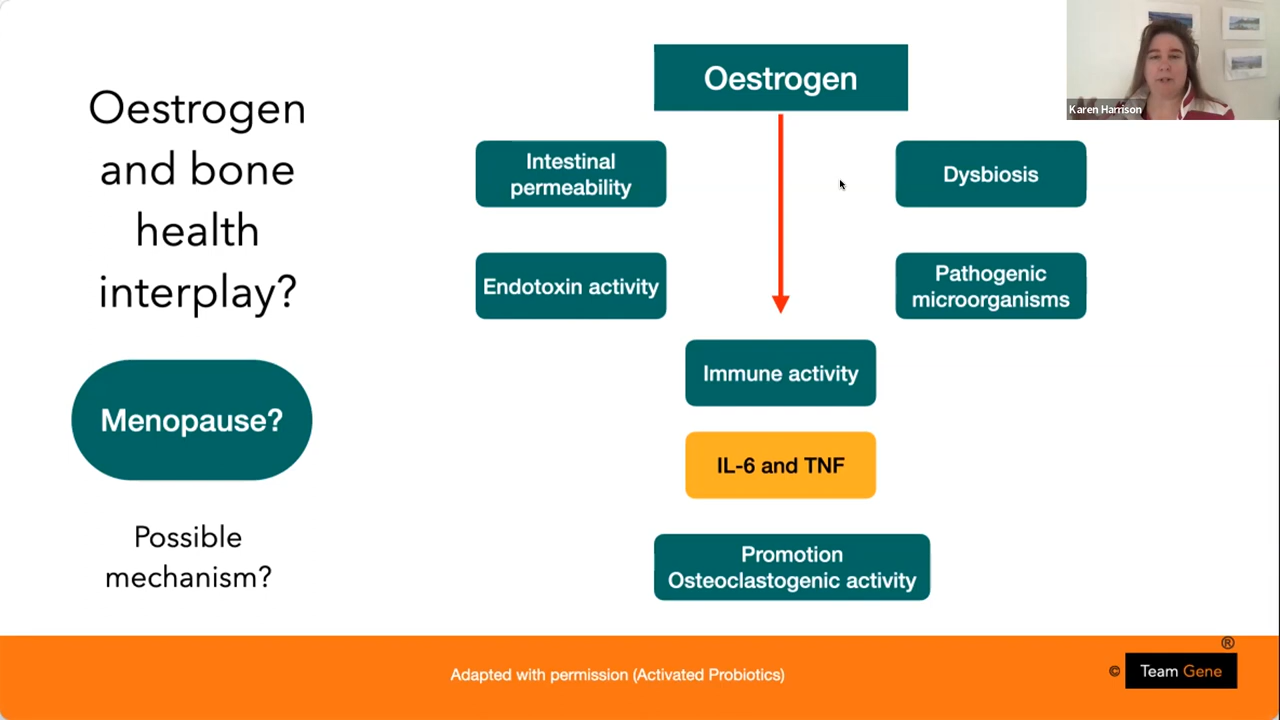 Oestrogen
and bone
health
interplay?
Menopause?
Possible
mechanism?
Oestrogen
Intestinal
permeability
Dysbiosis
Endotoxin activity
Pathogenic
microorganisms
Immune activity
IL-6 and TNF
Promotion
Osteoclastogenic activity
Karen Harrison
Adapted with permission (Activated Probiotics)
® 
© Team Gene